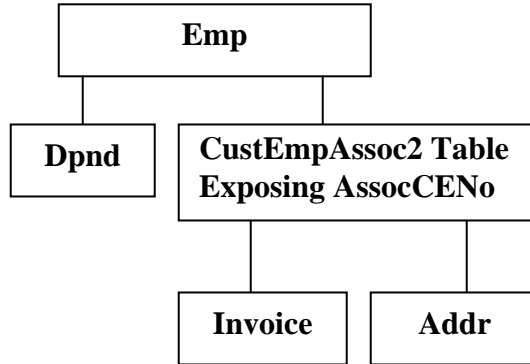 Emp
Dpnd
CustEmpAssoc2 Table
Exposing AssocCENo
Invoice
Addr